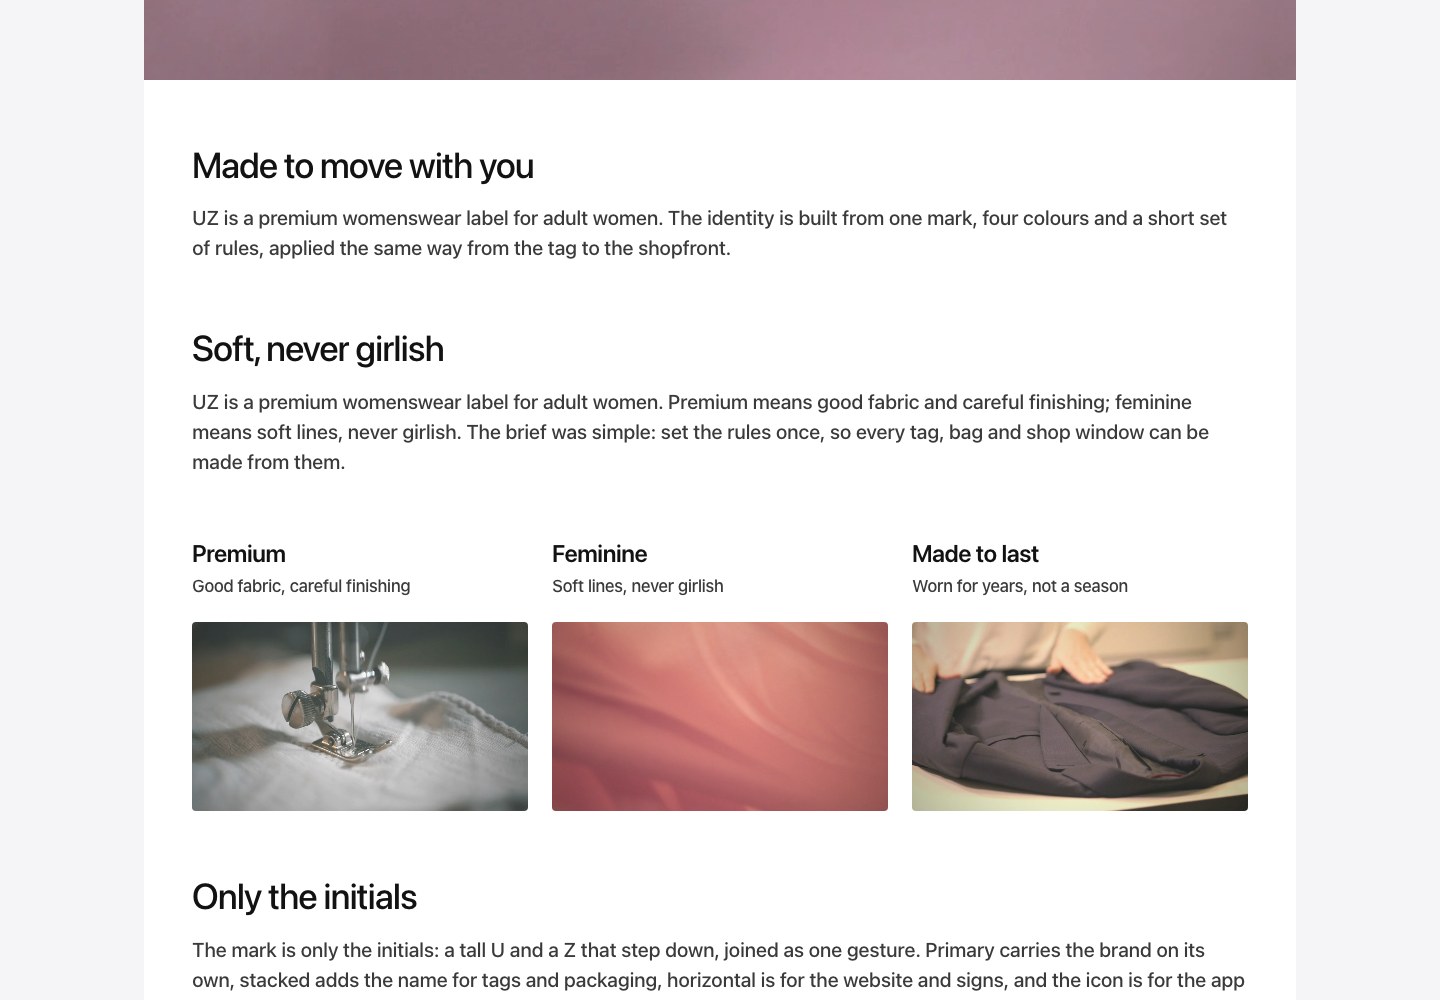 Made to move with you
UZ is a premium womenswear label for adult women. The identity is built from one mark, four colours and a short set
of rules, applied the same way from the tag to the shopfront.
Soft, never girlish
UZ is a premium womenswear label for adult women. Premium means good fabric and careful finishing; feminine
means soft lines, never girlish. The brief was simple: set the rules once, so every tag, bag and shop window can be
made from them.
Premium
Good fabric, careful finishing
Feminine
Soft lines, never girlish
Made to last
Worn for years, not a season
Only the initials
The mark is only the initials: a tall U and a Z that step down, joined as one gesture. Primary carries the brand on its
own, stacked adds the name for tags and packaging, horizontal is for the website and signs, and the icon is for the app